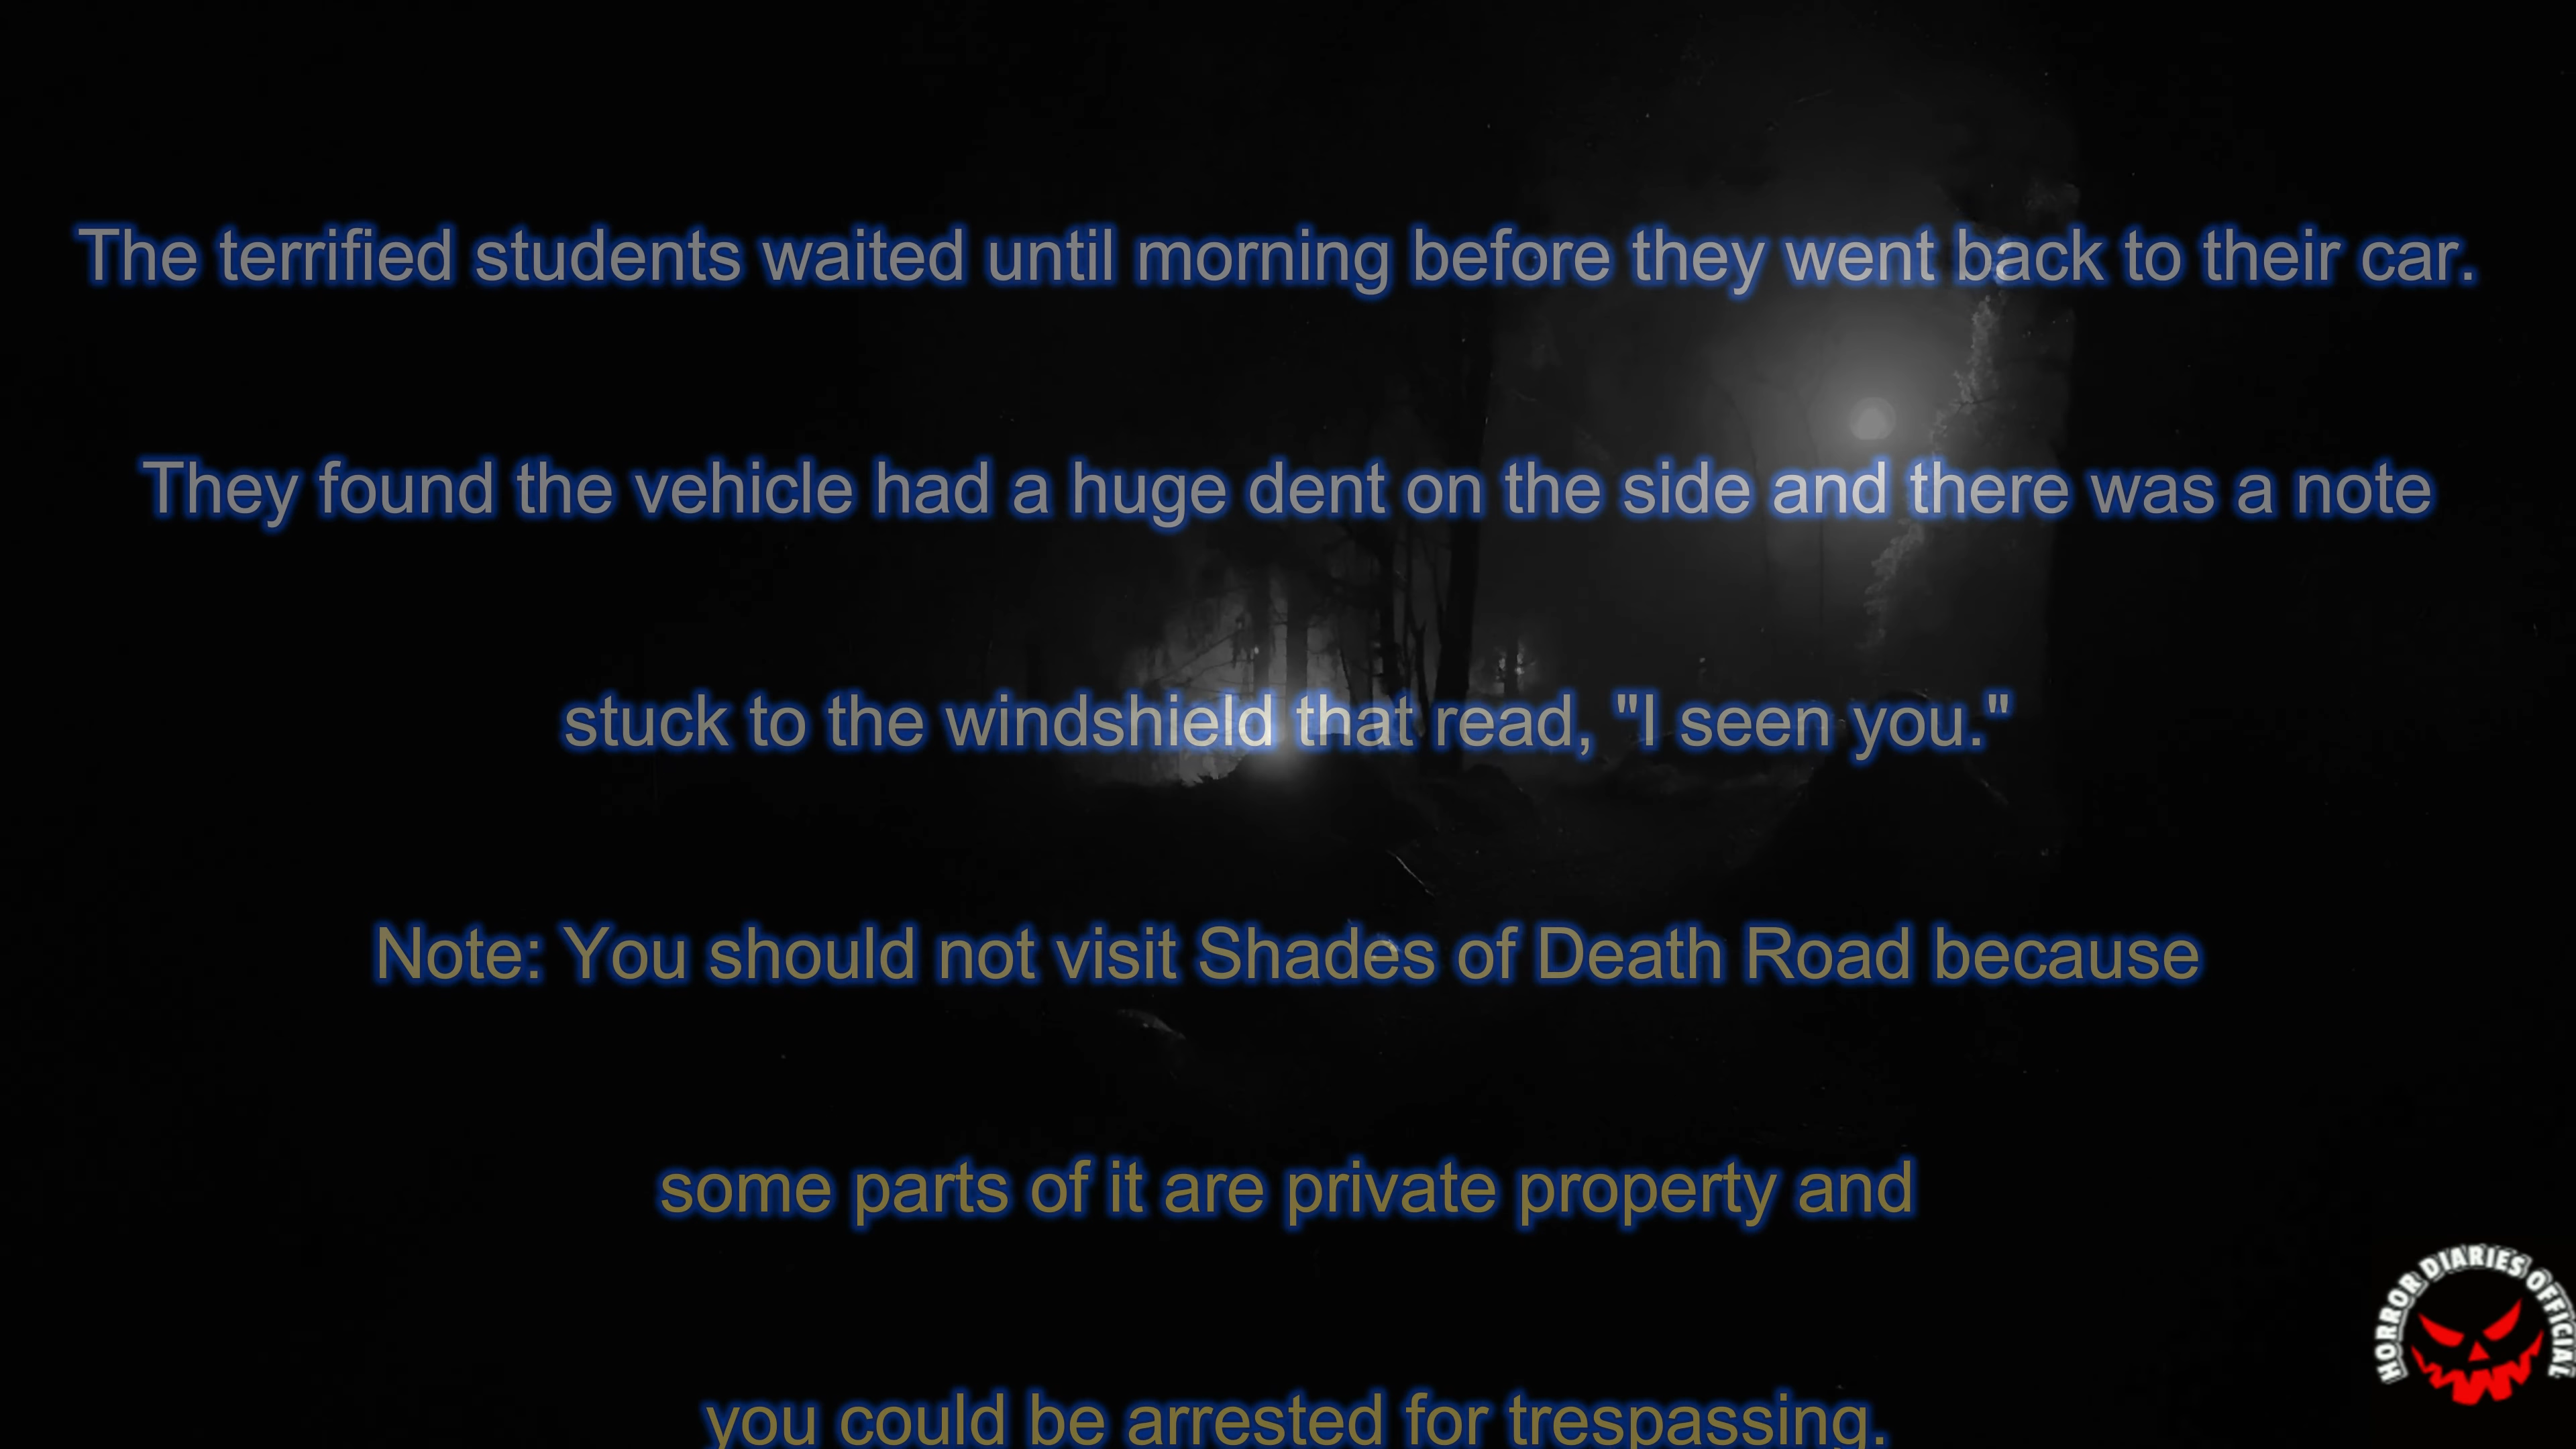 The terrified students waited until morning before they went back to their car.
They found the vehicle had a huge dent on the side and there was a note
stuck to the windshield that read, "I seen you."
Note: You should not visit Shades of Death Road because
some parts of it are private property and
you could be arrested for trespassing.
HORROR DIARIES OFFICIAL